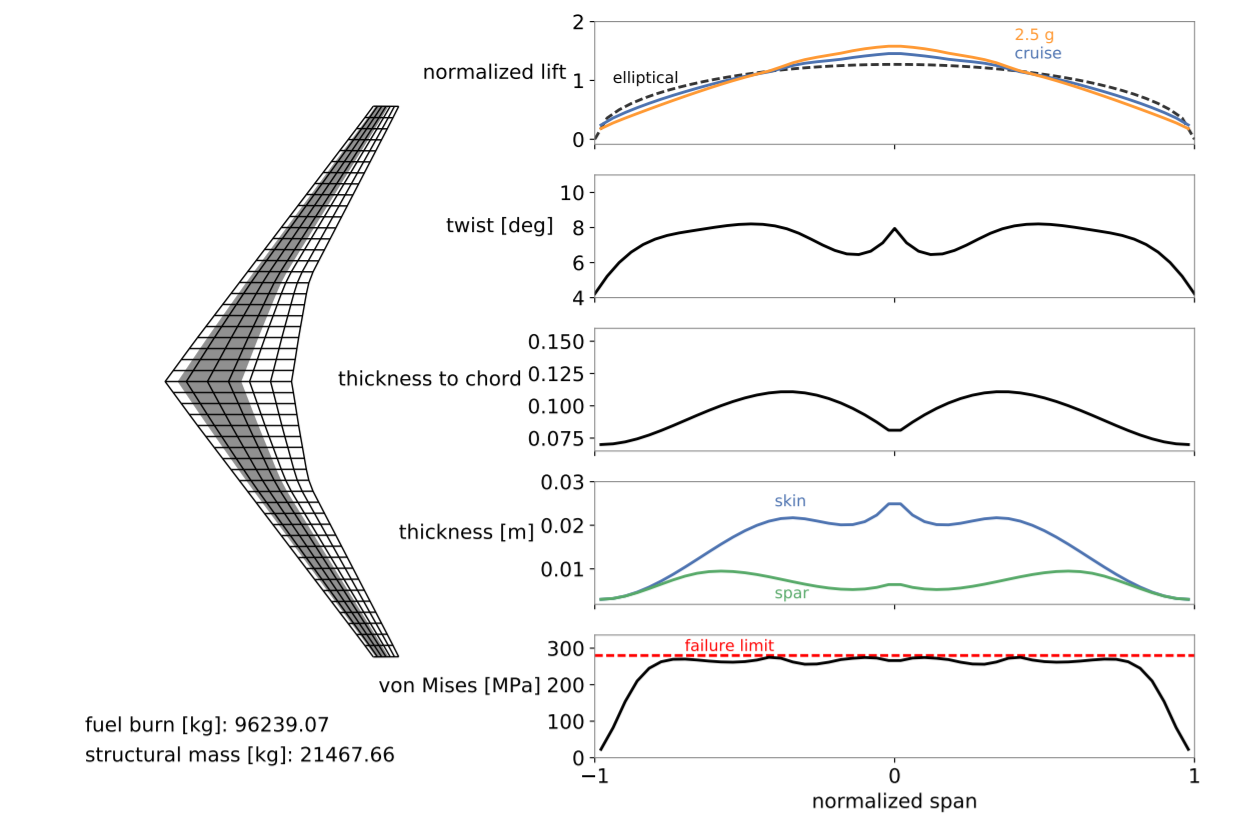 2
2.5 g
cruise
normalized lift
1
elliptical
0
10
twist [deg]
8
6
4
0.150
0.125
thickness to chord
0.100
0.075
0.03
skin
thickness [m]
0.02
0.01
spar
failure limit
300
von Mises [MPa]
200
100
0
−1
0
1
normalized span
fuel burn [kg]: 96239.07
structural mass [kg]: 21467.66